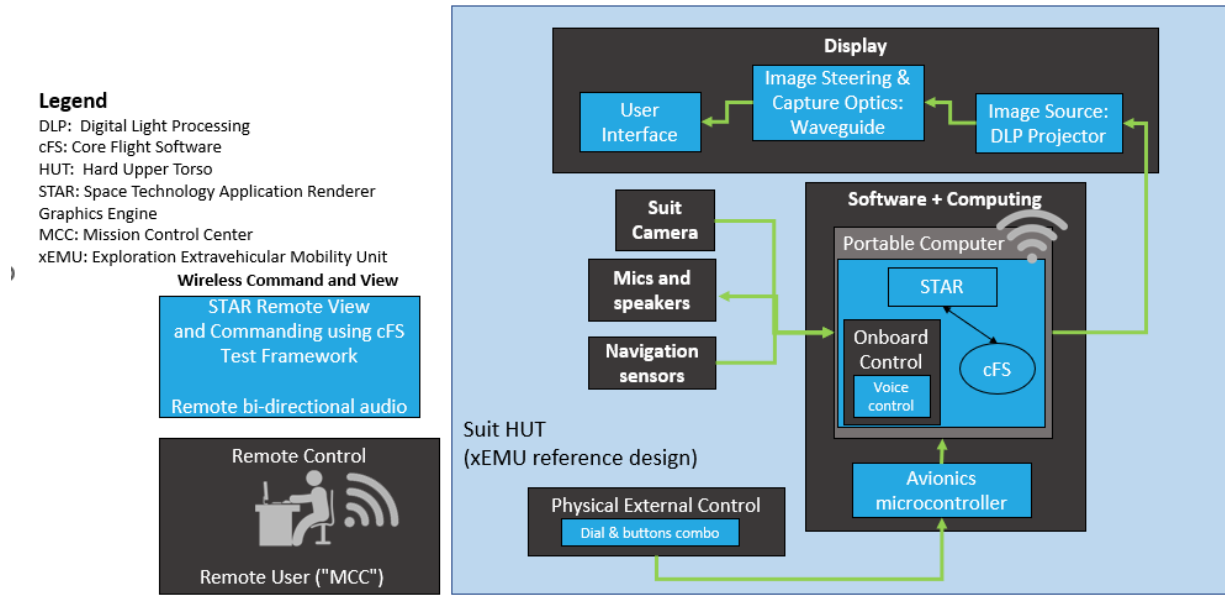 Legend
DLP:  Digital Light Processing
cFS: Core Flight Software
HUT:  Hard Upper Torso
STAR: Space Technology Application Renderer
Graphics Engine
MCC: Mission Control Center
xEMU: Exploration Extravehicular Mobility Unit
Wireless Command and View
STAR Remote View
and Commanding using cFS
Test Framework
Remote bi-directional audio
Remote Control
Remote User ("MCC")
Display
User
Interface
Image Steering &
Capture Optics:
Waveguide
Image Source:
DLP Projector
Suit
Camera
Mics and
speakers
Navigation
sensors
Software + Computing
Portable Computer
STAR
Onboard
Control
Voice
control
cFS
Avionics
microcontroller
Suit HUT
(xEMU reference design)
Physical External Control
Dial & buttons combo